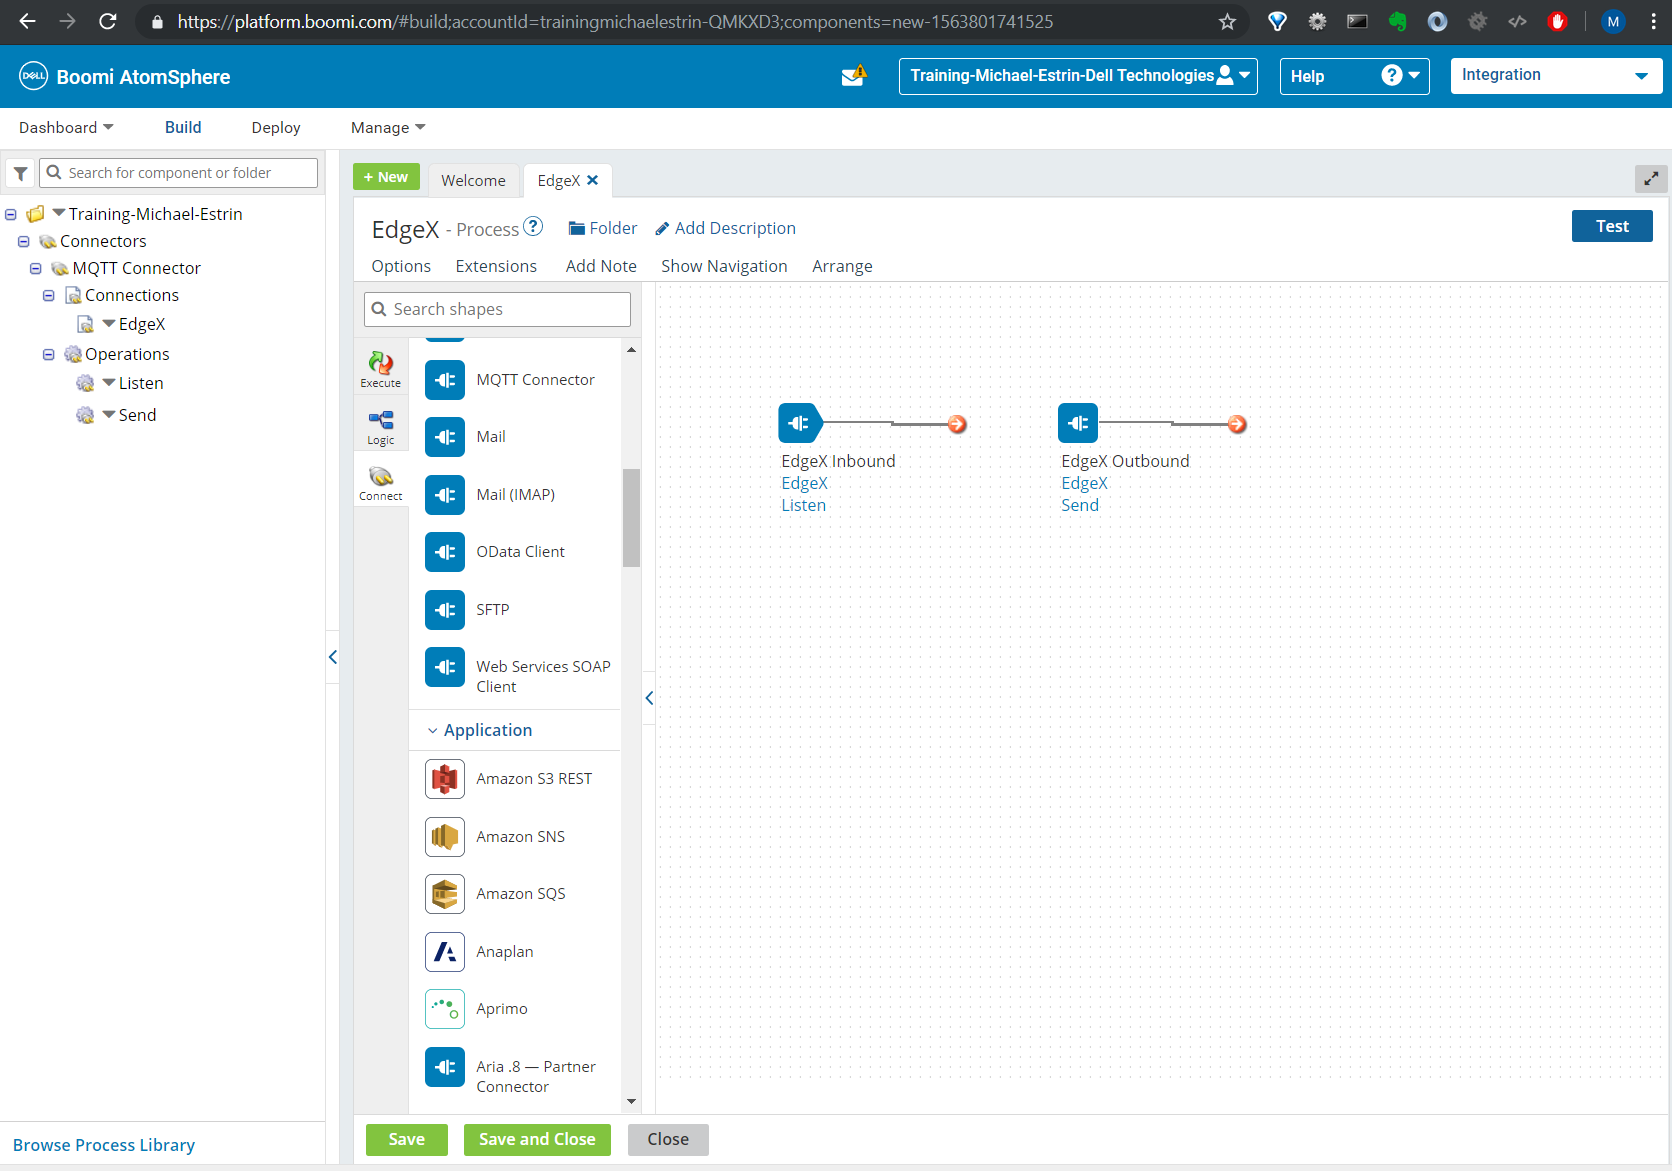 https://platform.boomi.com/#build;accountId=trainingmichaelestrin-QMKXD3;components=new-1563801741525
M
DELL Boomi AtomSphere
Training-Michael-Estrin-Dell Technologies
Help ?
Integration
Dashboard
Build
Deploy
Manage
Search for component or folder
Training-Michael-Estrin
Connectors
MQTT Connector
Connections
EdgeX
Operations
Listen
Send
Browse Process Library
+ New
Welcome
EdgeX
EdgeX - Process ?
Folder
Add Description
Test
Options
Extensions
Add Note
Show Navigation
Arrange
Search shapes
Execute
Logic
Connect
MQTT Connector
Mail
Mail (IMAP)
OData Client
SFTP
Web Services SOAP
Client
Application
Amazon S3 REST
Amazon SNS
Amazon SQS
Anaplan
Aprimo
Aria .8 — Partner
Connector
EdgeX Inbound
EdgeX
Listen
EdgeX Outbound
EdgeX
Send
Save
Save and Close
Close